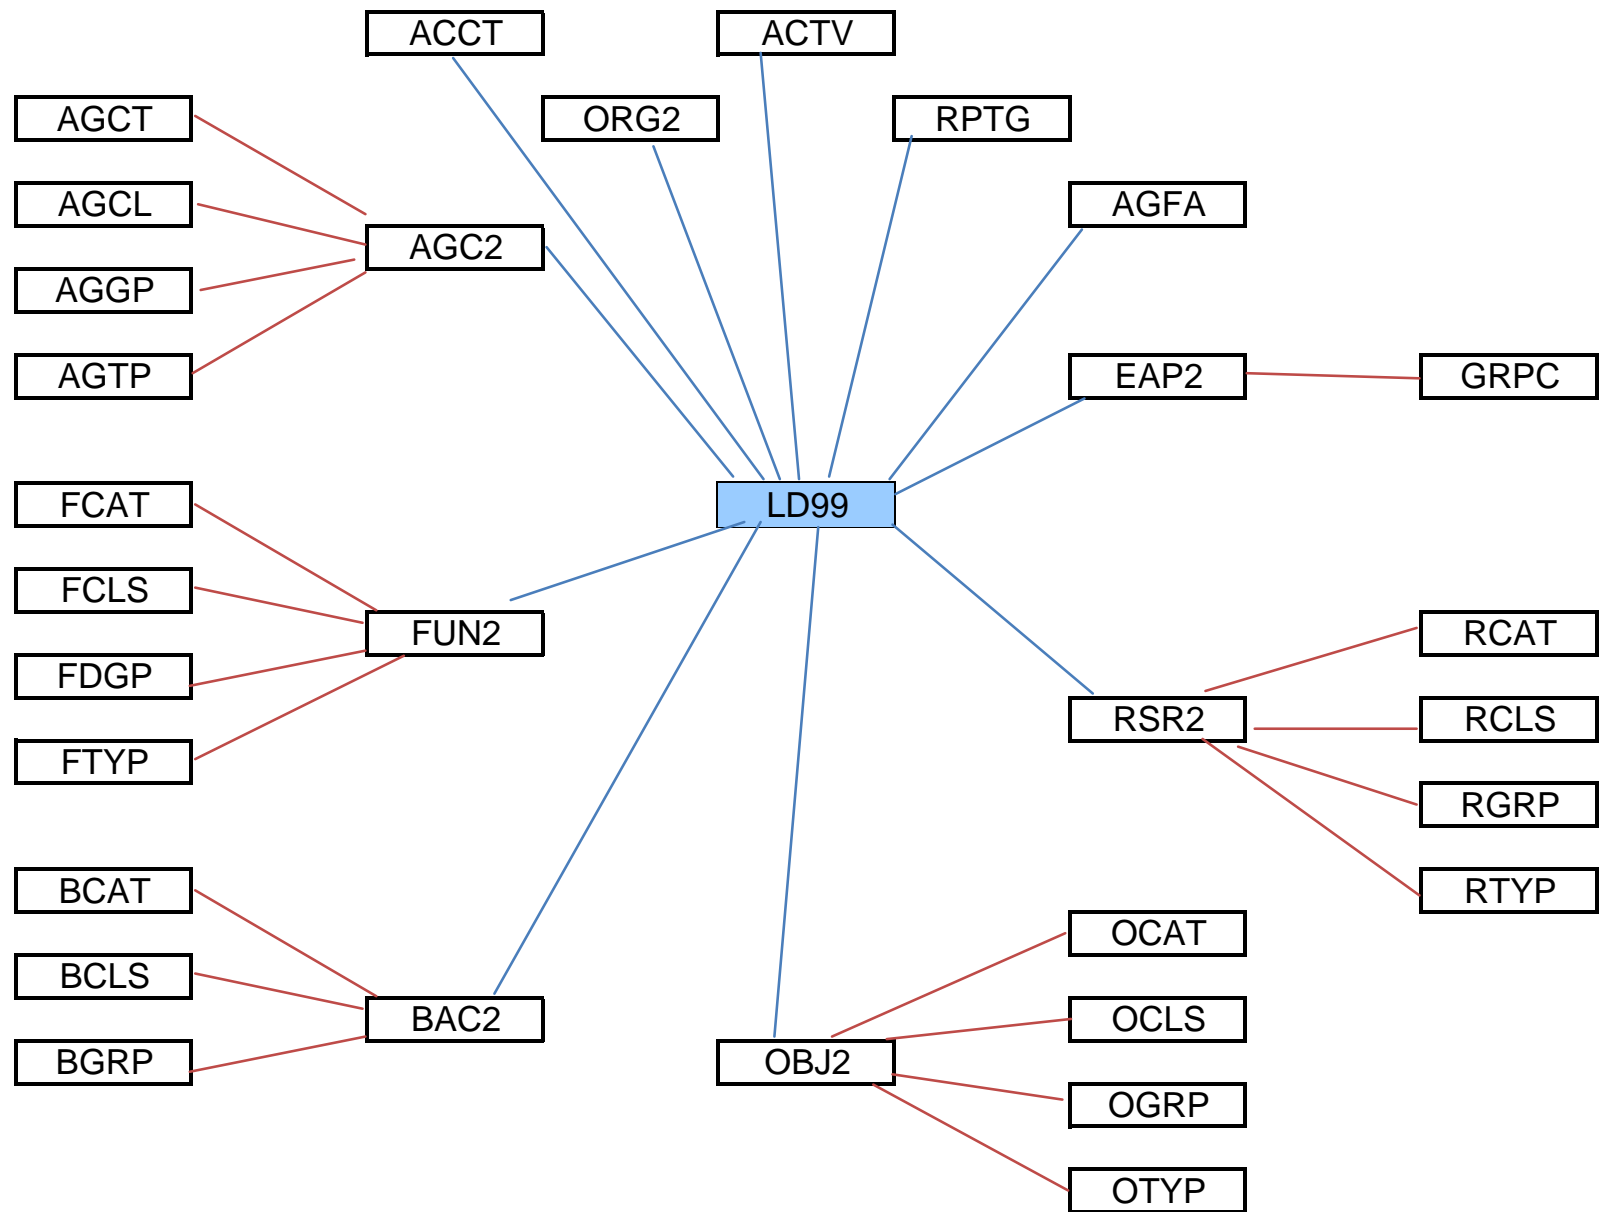 ACCT
ACTV
AGCT
ORG2
RPTG
AGCL
AGFA
AGC2
AGGP
AGTP
EAP2
GRPC
FCAT
LD99
FCLS
FUN2
RCAT
FDGP
RSR2
RCLS
FTYP
RGRP
BCAT
RTYP
OCAT
BCLS
BAC2
OCLS
BGRP
OBJ2
OGRP
OTYP